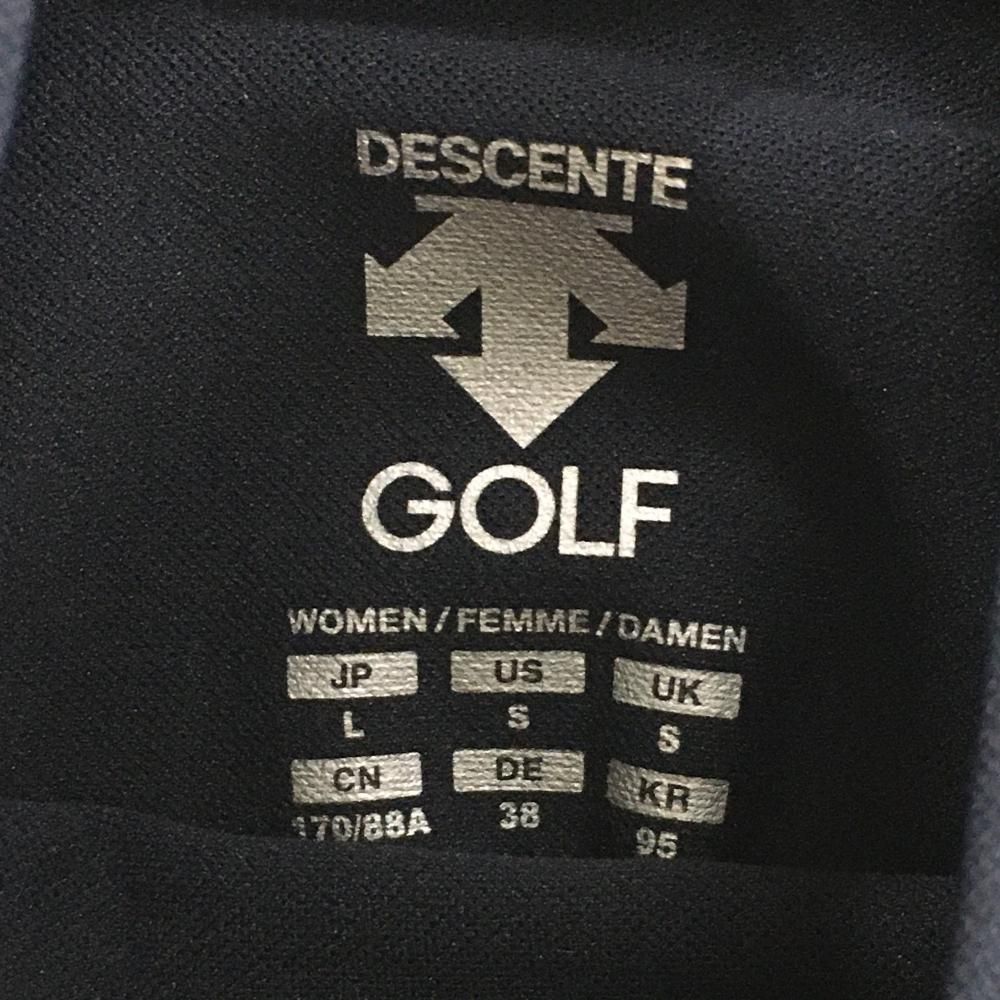 DESCENTE
GOLF
WOMEN / FEMME / DAMEN
JP US UK
L S S
CN DE KR
170/88A 38 95